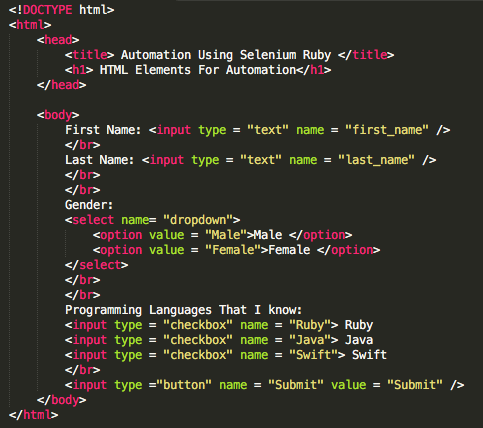 <!DOCTYPE html>
<html>
    <head>
        <title> Automation Using Selenium Ruby </title>
        <h1> HTML Elements For Automation</h1>
    </head>

    <body>
        First Name: <input type = "text" name = "first_name" />
        </br>
        Last Name: <input type = "text" name = "last_name" />
        </br>
        </br>
        Gender:
        <select name= "dropdown">
            <option value = "Male">Male </option>
            <option value = "Female">Female </option>
        </select>
        </br>
        </br>
        Programming Languages That I know:
        <input type = "checkbox" name = "Ruby"> Ruby
        <input type = "checkbox" name = "Java"> Java
        <input type = "checkbox" name = "Swift"> Swift
        </br>
        <input type ="button" name = "Submit" value = "Submit" />
    </body>
</html>